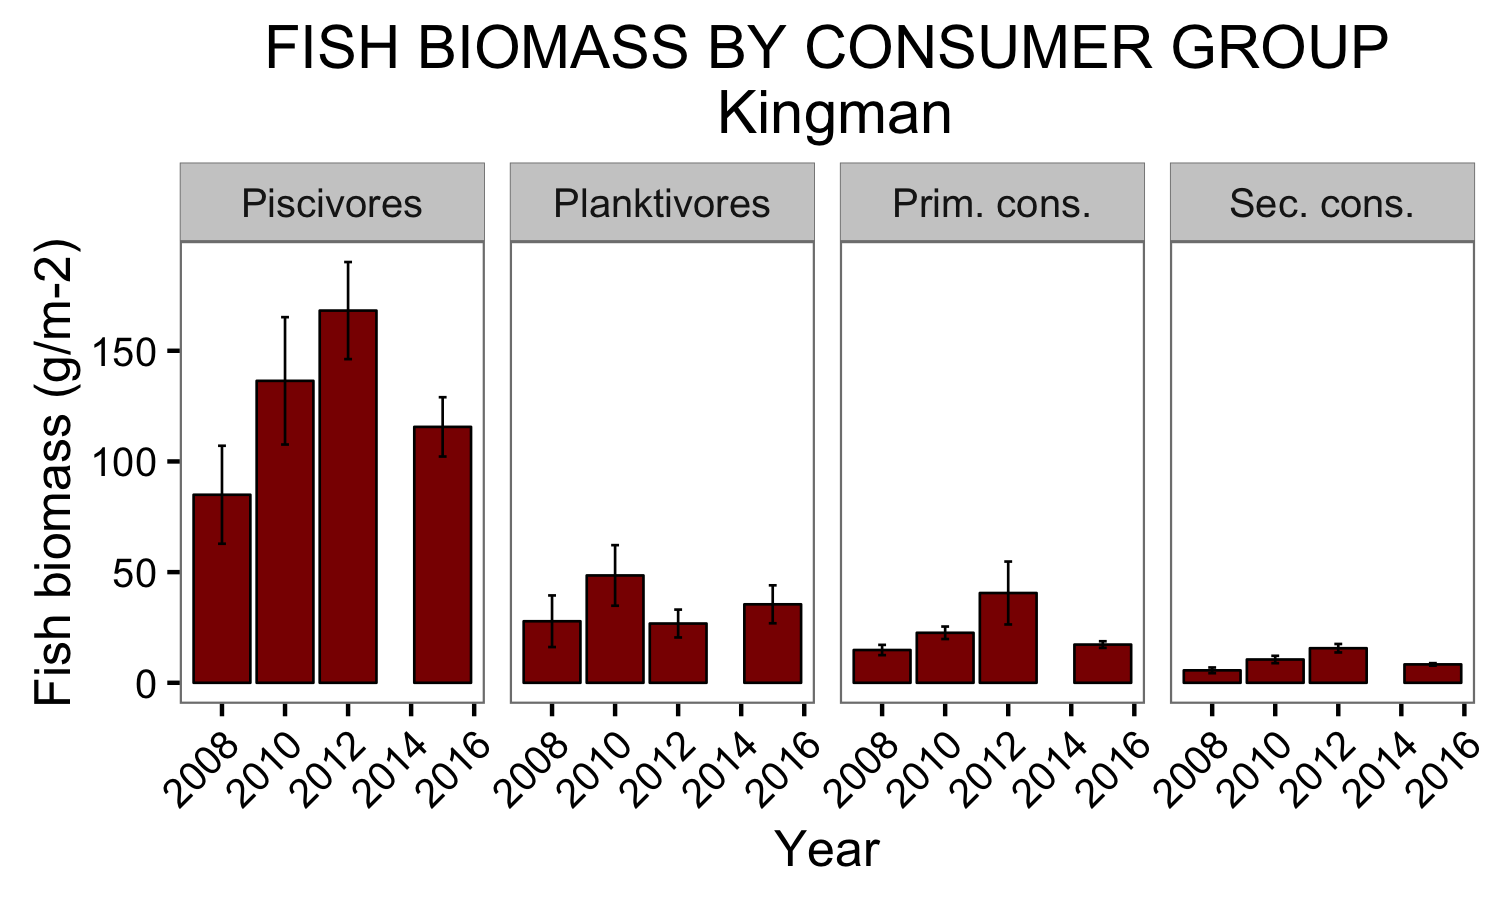 FISH BIOMASS BY CONSUMER GROUP
Kingman
Piscivores
Planktivores
Prim. cons.
Sec. cons.
Fish biomass (g/m-2)
150
100
50
0
2008 2010 2012 2014 2016
2008 2010 2012 2014 2016
2008 2010 2012 2014 2016
2008 2010 2012 2014 2016
Year